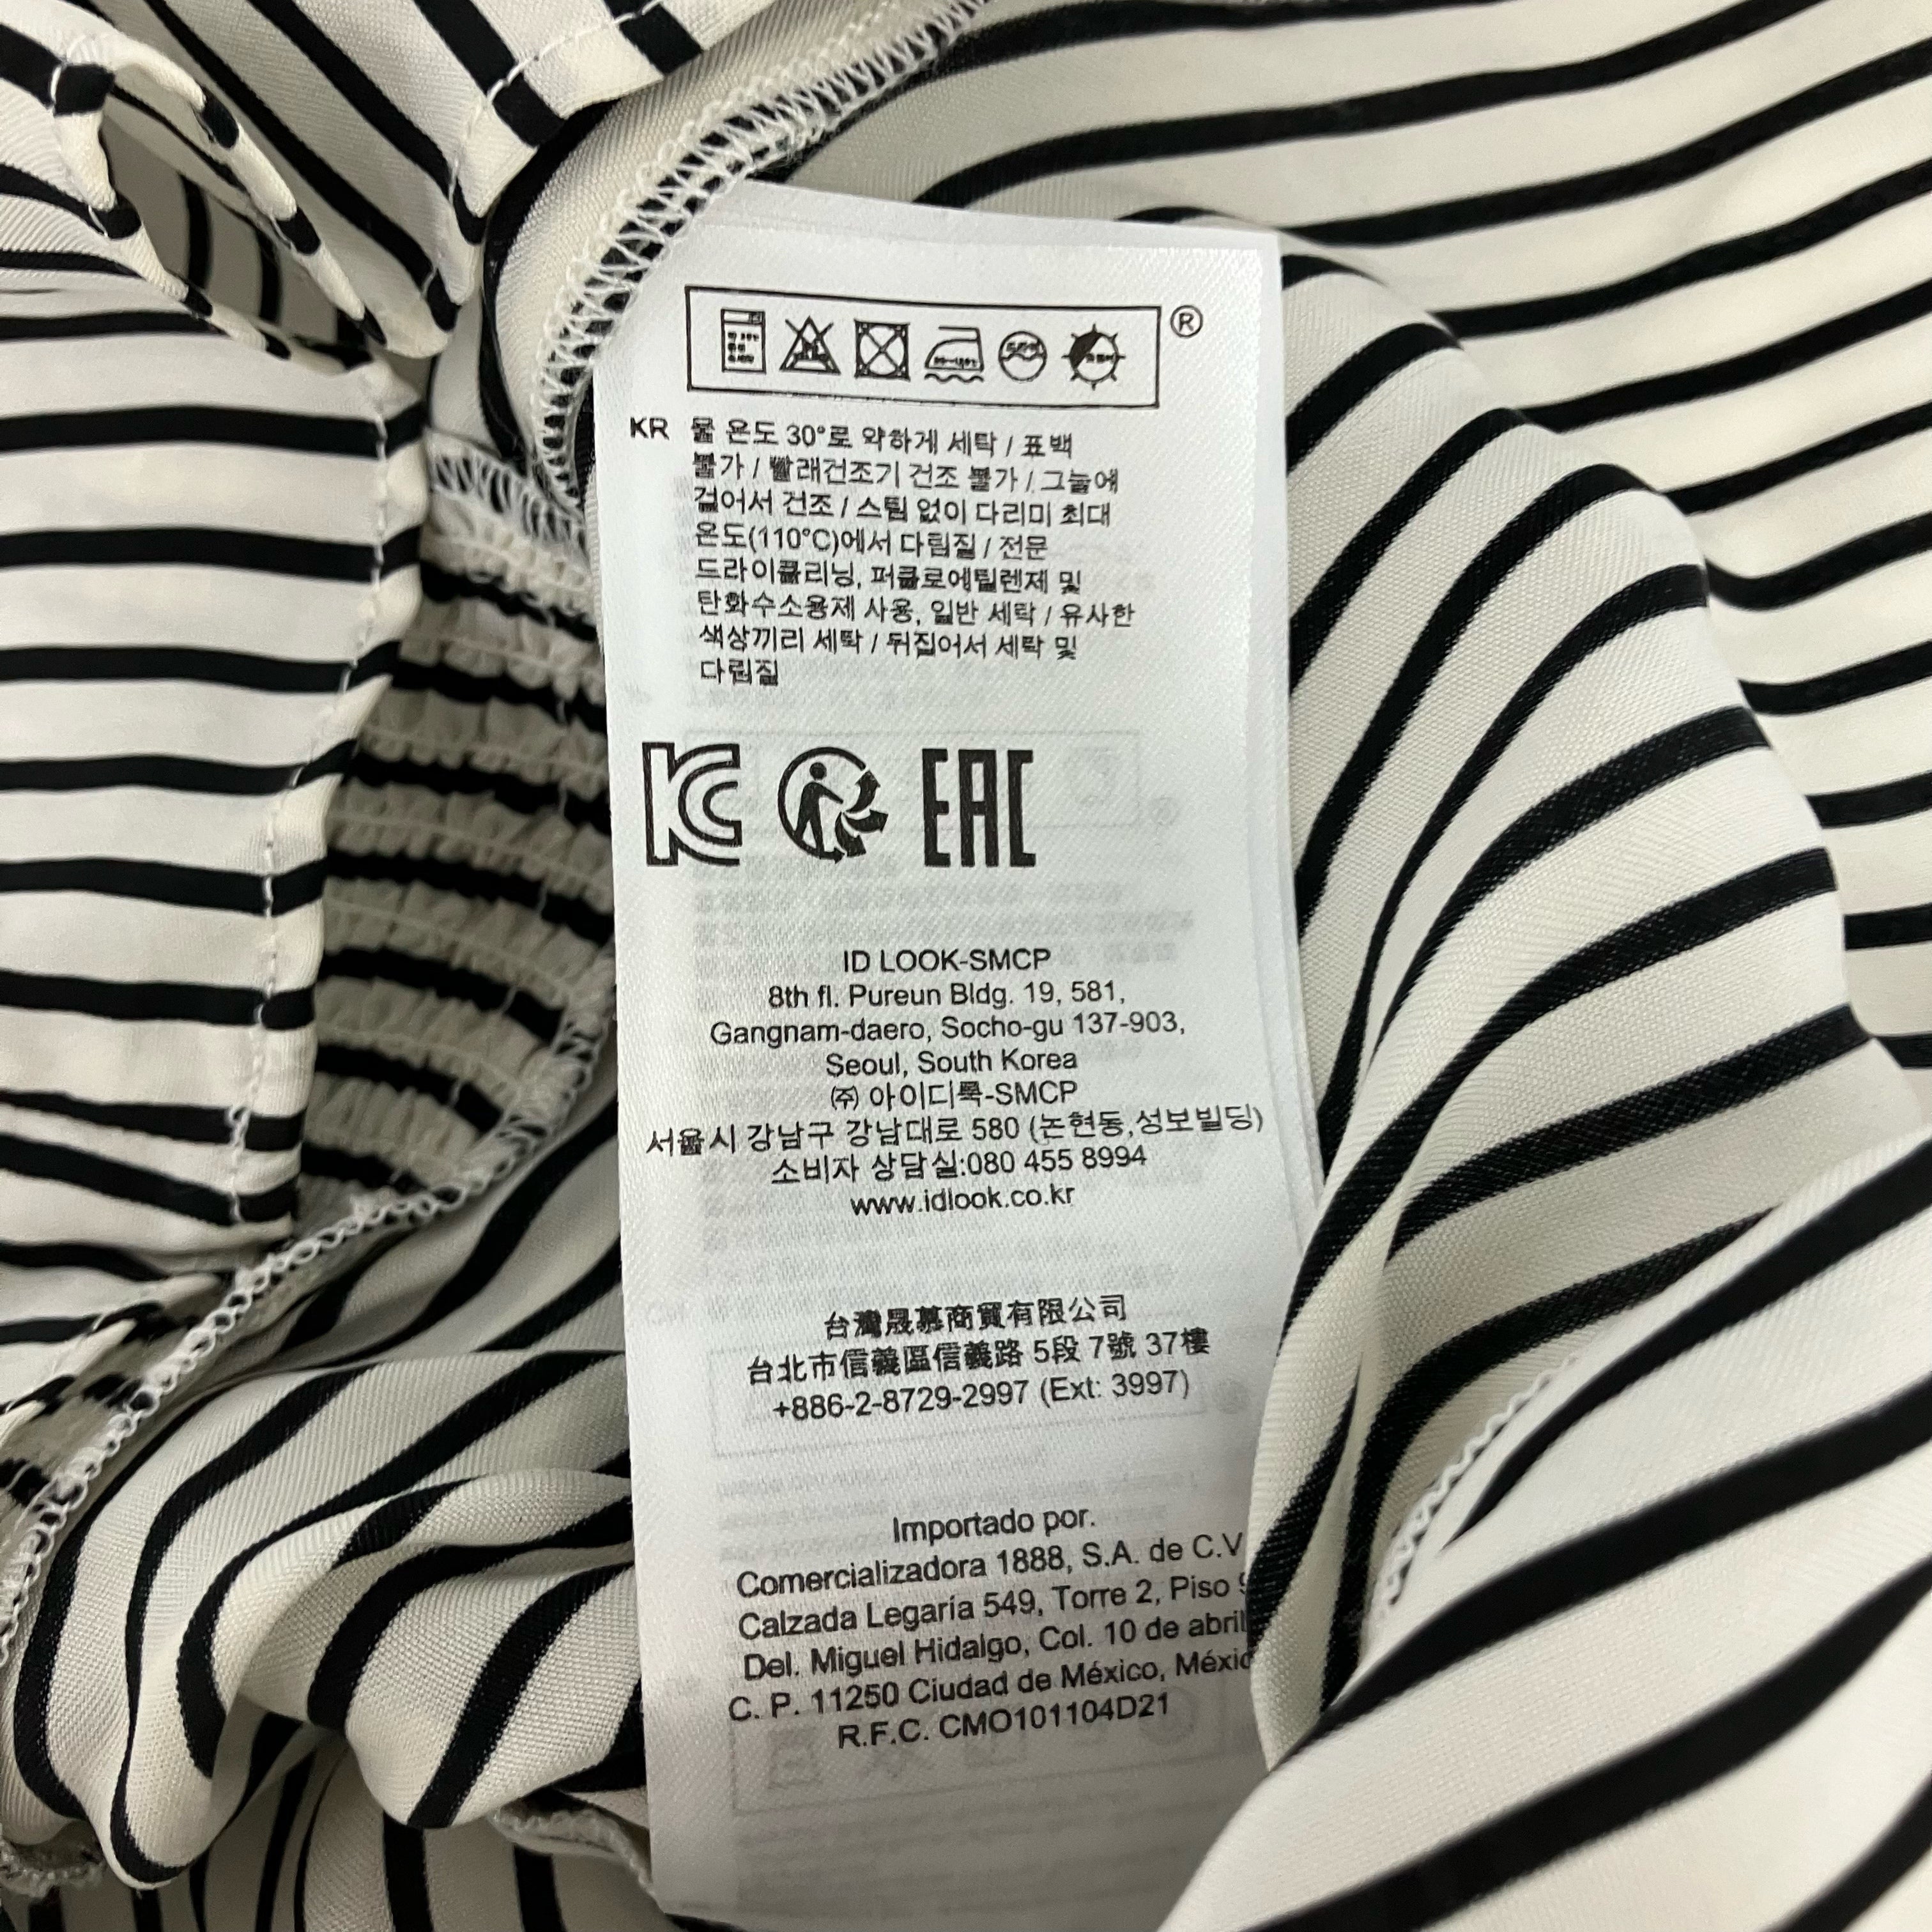 ®
KR 물 온도 30°로 약하게 세탁 / 표백
불가 / 빨래건조기 건조 불가 / 그늘에
걸어서 건조 / 스팀 없이 다리미 최대
온도(110°C)에서 다림질 / 전문
드라이클리닝, 퍼클로에틸렌제 및
탄화수소용제 사용, 일반 세탁 / 유사한
색상끼리 세탁 / 뒤집어서 세탁 및
다림질
KC EAC
ID LOOK-SMCP
8th fl. Pureun Bldg. 19, 581,
Gangnam-daero, Socho-gu 137-903,
Seoul, South Korea
㈜ 아이디룩-SMCP
서울시 강남구 강남대로 580 (논현동,성보빌딩)
소비자 상담실:080 455 8994
www.idlook.co.kr
台灣晟慕商貿有限公司
台北市信義區信義路 5段 7號 37樓
+886-2-8729-2997 (Ext: 3997)
Importado por.
Comercializadora 1888, S.A. de C.V
Calzada Legaria 549, Torre 2, Piso
Del. Miguel Hidalgo, Col. 10 de abril
C. P. 11250 Ciudad de México, Méxic
R.F.C. CMO101104D21